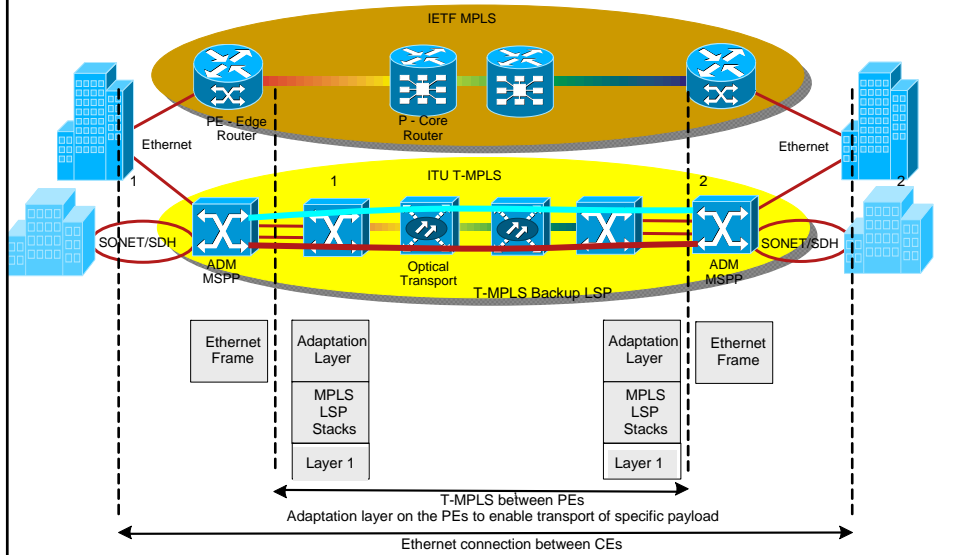 IETF MPLS
PE - Edge
Router
P - Core
Router
Ethernet
Ethernet
1
1
ITU T-MPLS
2
2
SONET/SDH
SONET/SDH
ADM
MSPP
Optical
Transport
ADM
MSPP
T-MPLS Backup LSP
Ethernet
Frame
Adaptation
Layer
Adaptation
Layer
Ethernet
Frame
MPLS
LSP
Stacks
MPLS
LSP
Stacks
Layer 1
Layer 1
T-MPLS between PEs
Adaptation layer on the PEs to enable transport of specific payload
Ethernet connection between CEs